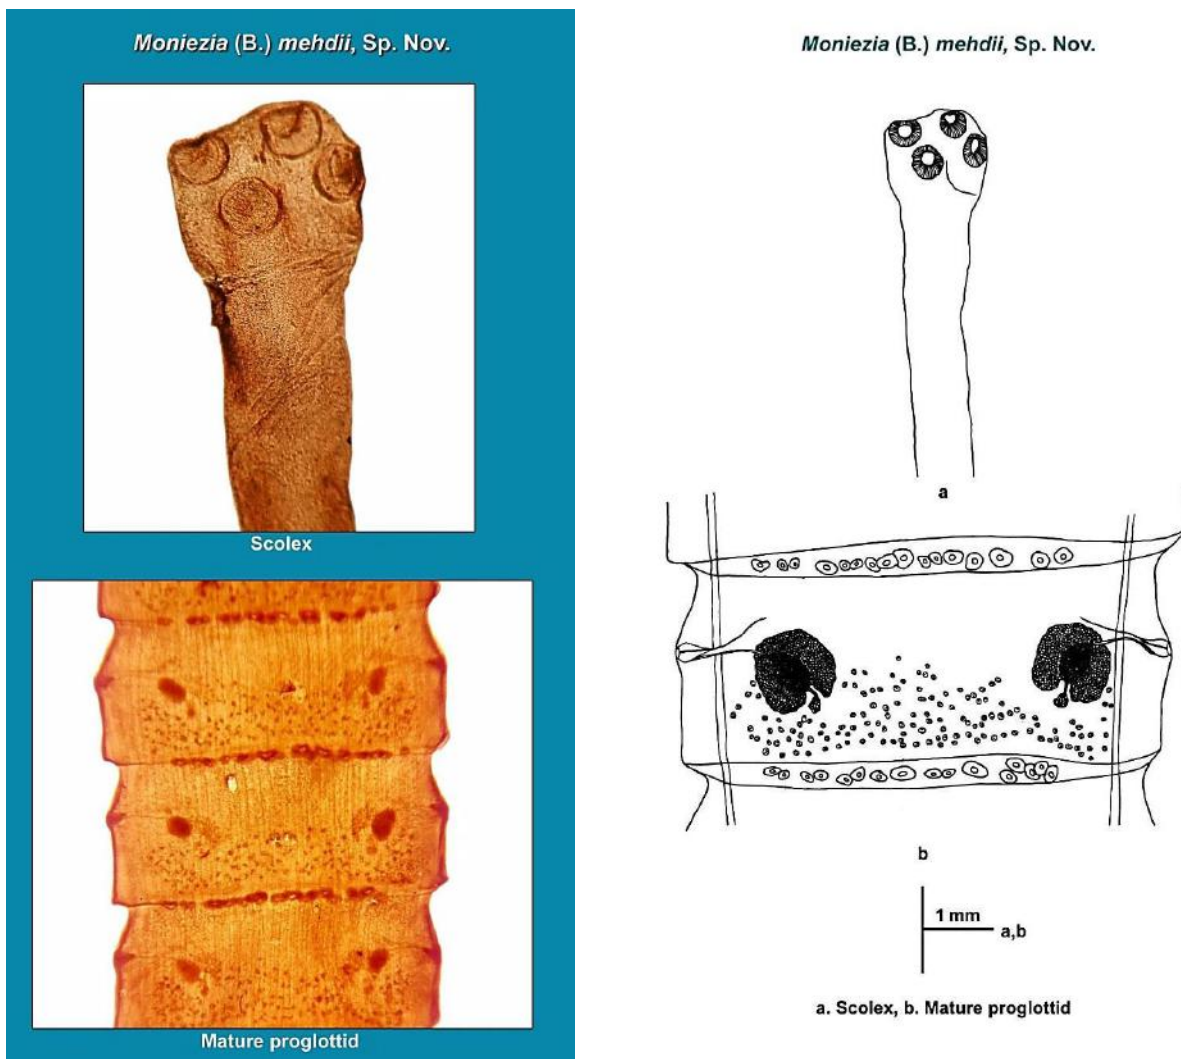 Moniezia (B.) mehdii, Sp. Nov.
Scolex
Mature proglottid
Moniezia (B.) mehdii, Sp. Nov.
a
b
1 mm
a,b
a. Scolex, b. Mature proglottid